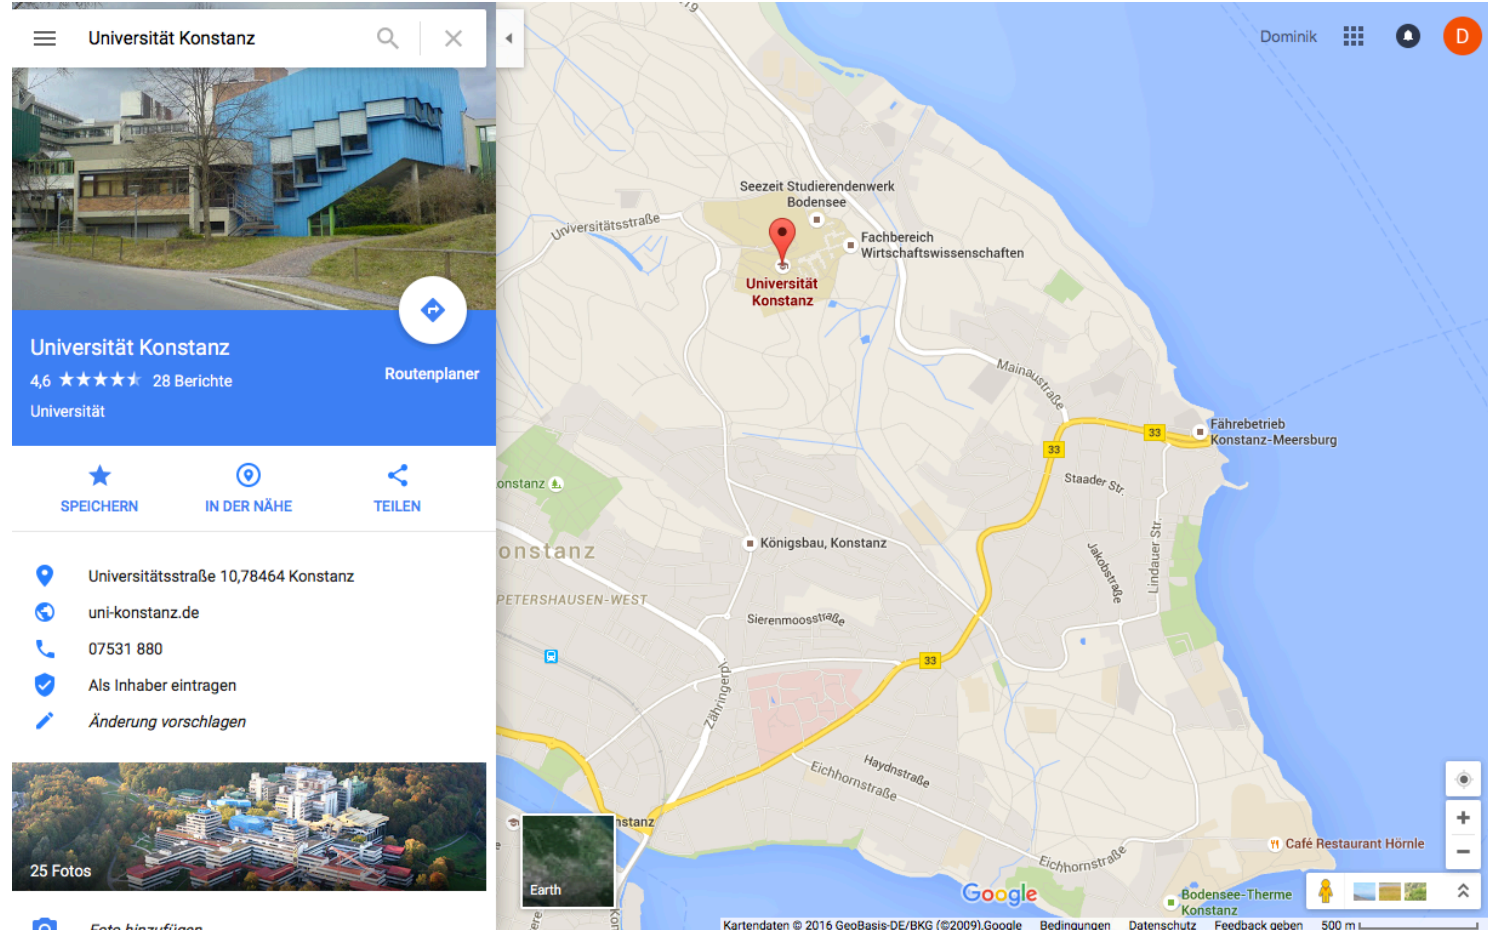 Universität Konstanz
Universität Konstanz
4,6
28 Berichte
Universität
Routenplaner
SPEICHERN
IN DER NÄHE
TEILEN
Universitätsstraße 10,78464 Konstanz
uni-konstanz.de
07531 880
Als Inhaber eintragen
Änderung vorschlagen
25 Fotos
Foto hinzufügen
Dominik
D
219
Seezeit Studierendenwerk
Bodensee
Universitätsstraße
Fachbereich
Wirtschaftswissenschaften
Universität
Konstanz
Mainaustraße
33
33
Fährebetrieb
Konstanz-Meersburg
Staader Str.
onstanz
Königsbau, Konstanz
onstanz
Jakobstraße
Lindauer Str.
PETERSHAUSEN-WEST
Sierenmoosstraße
33
Zähringerpl.
Haydnstraße
Eichhornstraße
nstanz
Café Restaurant Hörnle
Eichhornstraße
Earth
Google
Bodensee-Therme
Konstanz
Kartendaten © 2016 GeoBasis-DE/BKG (©2009),Google
Bedingungen
Datenschutz
Feedback geben
500 m